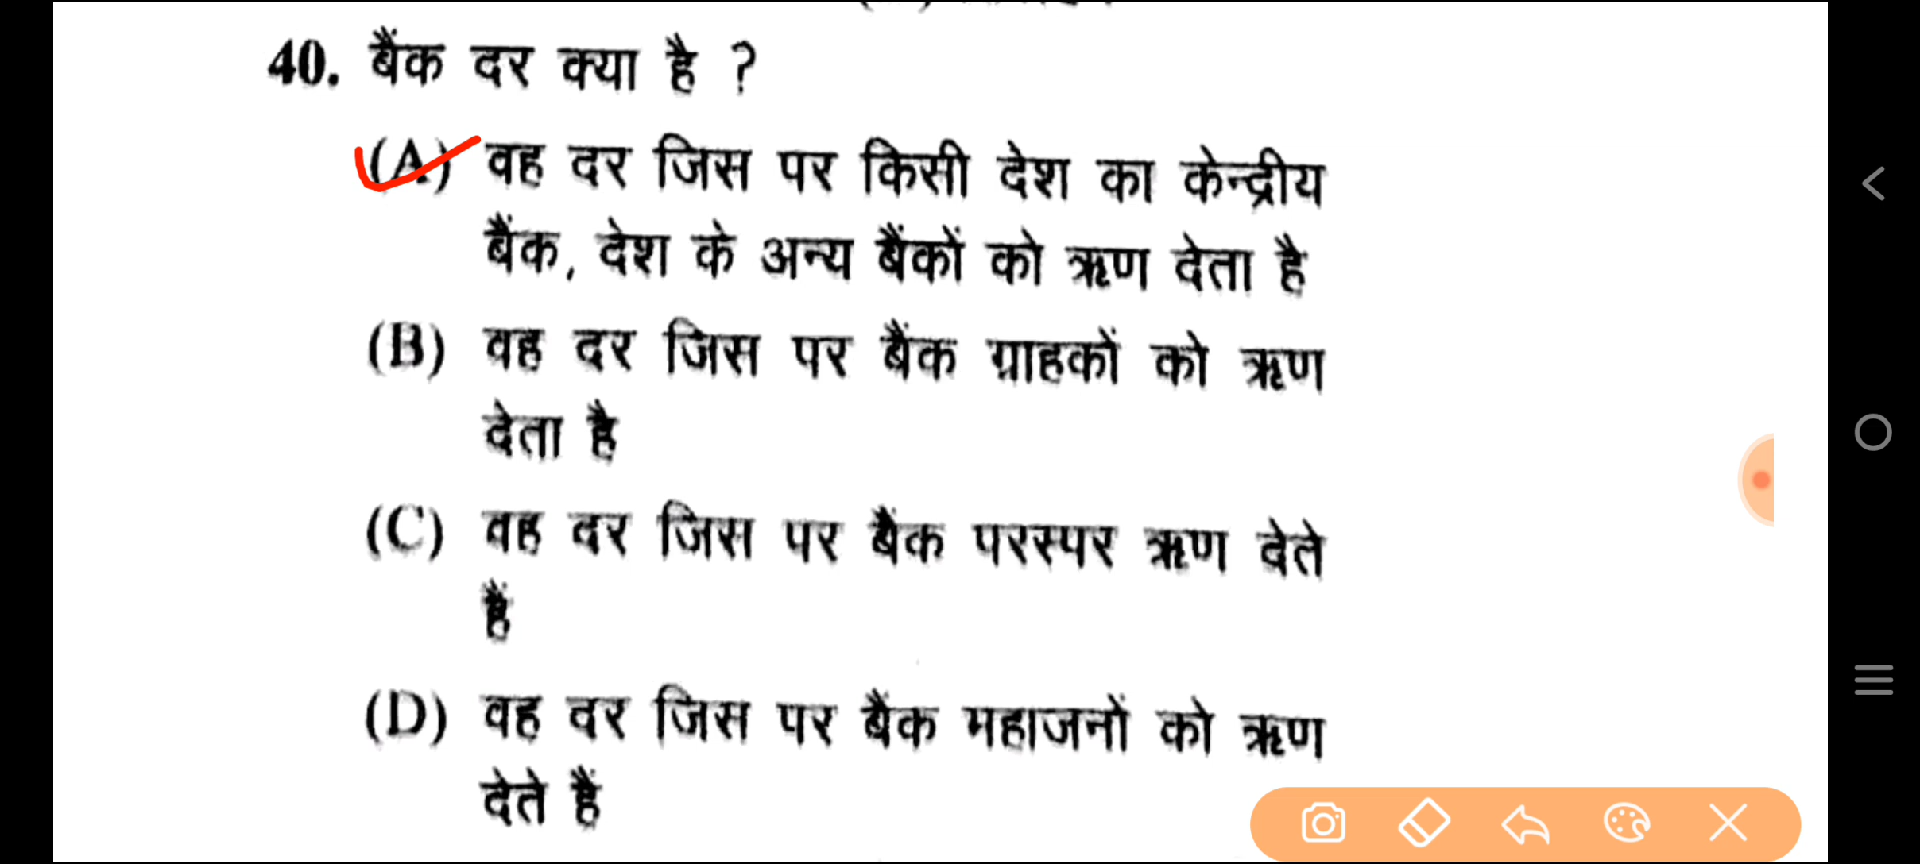 40. बैंक दर क्या है ?
(A) वह दर जिस पर किसी देश का केन्द्रीय
बैंक, देश के अन्य बैंकों को ऋण देता है
(B) वह दर जिस पर बैंक ग्राहकों को ऋण
देता है
(C) वह दर जिस पर बैंक परस्पर ऋण देते
हैं
(D) वह दर जिस पर बैंक महाजनों को ऋण
देते हैं